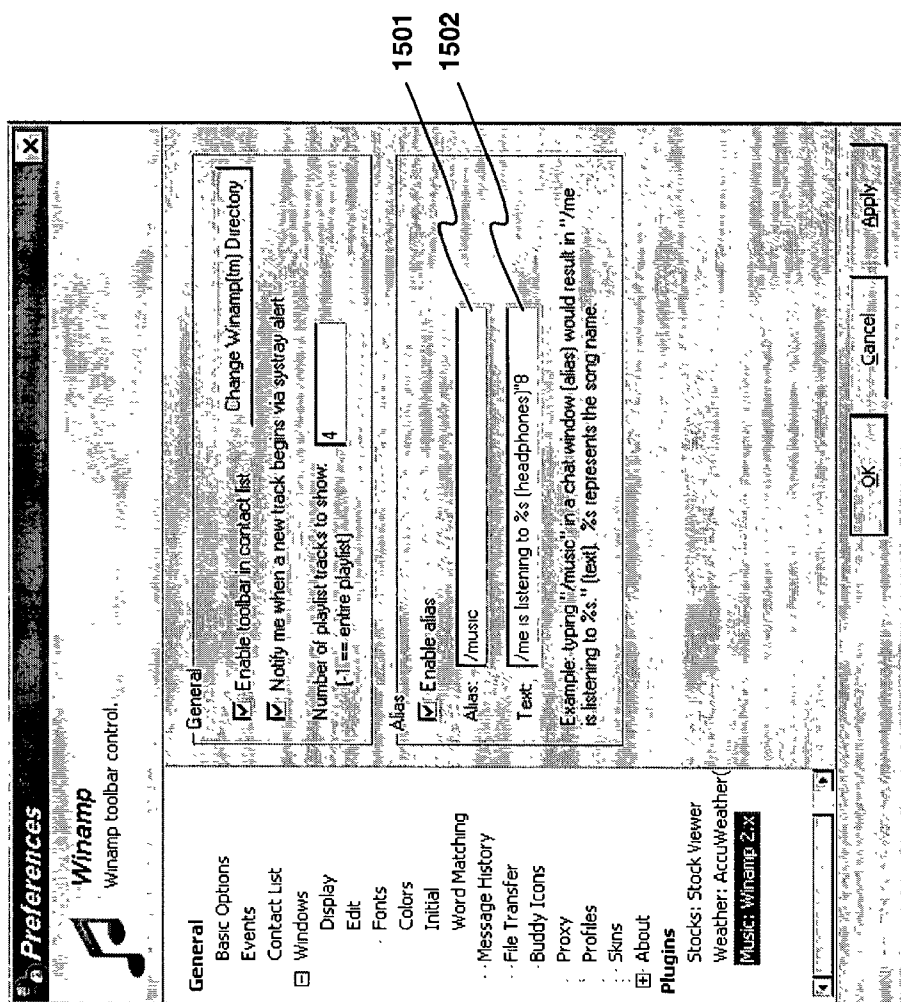 Preferences
Winamp
Winamp toolbar control.
General
Basic Options
Events
Contact List
Windows
Display
Edit
Fonts
Colors
Initial
Word Matching
Message History
File Transfer
Buddy Icons
Proxy
Profiles
Skins
About
Plugins
Stocks: Stock Viewer
Weather: AccuWeather(
Music: Winamp 2.x
General
Enable toolbar in contact list
Change Winamp(tm) Directory
Notify me when a new track begins via systray alert
Number of playlist tracks to show.
(-1 == entire playlist)
4
Alias
Enable alias
Alias:
/music
Text:
/me is listening to %s (headphones)"8
Example: typing "/music" in a chat window (alias) would result in "/me
is listening to %s." (text). %s represents the song name.
OK
Cancel
Apply
1501
1502